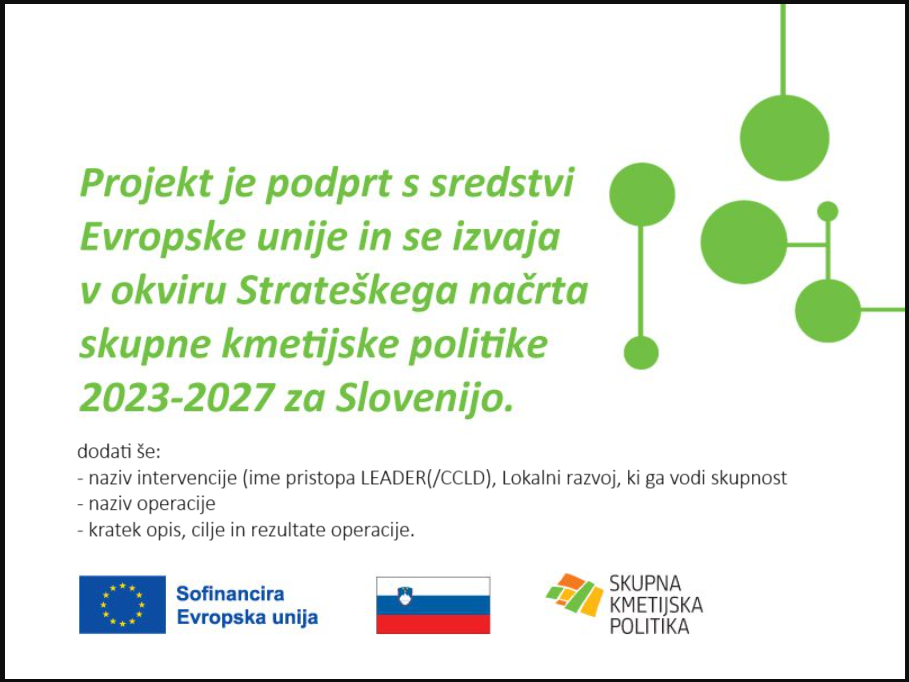 Projekt je podprt s sredstvi
Evropske unije in se izvaja
v okviru Strateškega načrta
skupne kmetijske politike
2023-2027 za Slovenijo.
dodati še:
- naziv intervencije (ime pristopa LEADER(/CCLD), Lokalni razvoj, ki ga vodi skupnost
- naziv operacije
- kratek opis, cilje in rezultate operacije.
Sofinancira
Evropska unija
SKUPNA
KMETIJSKA
POLITIKA